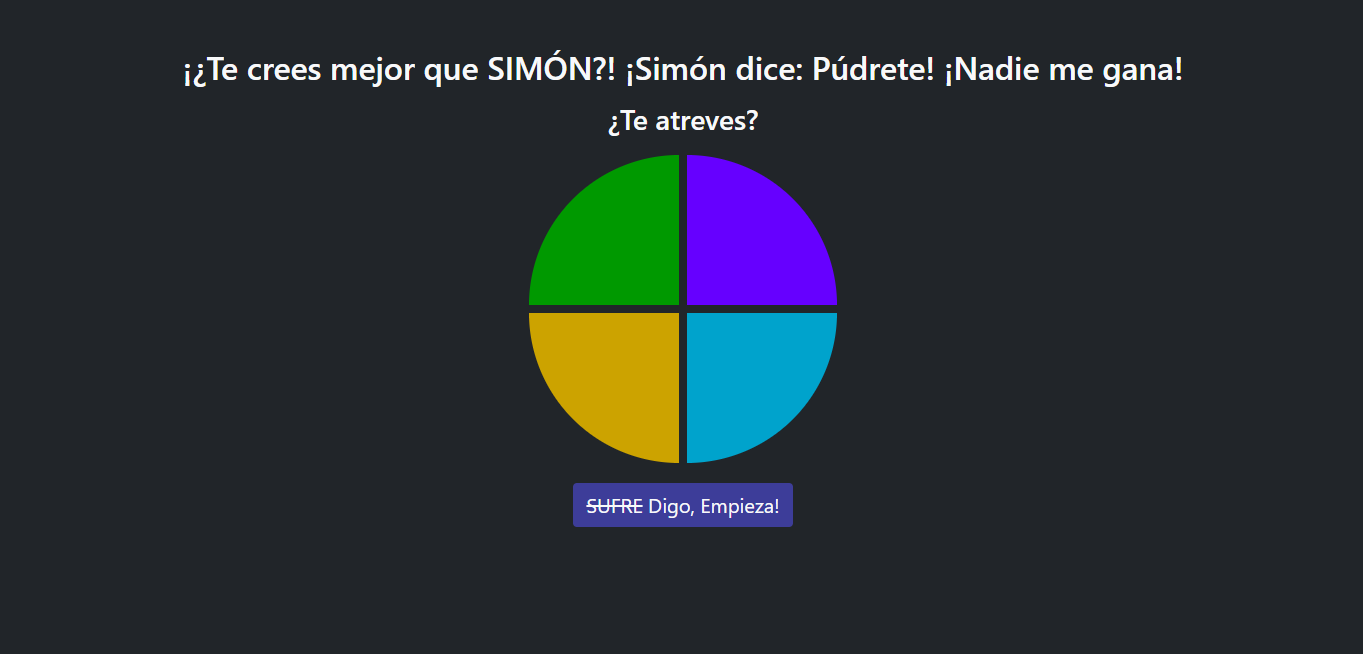 ¡¿Te crees mejor que SIMÓN?! ¡Simón dice: Púdrete! ¡Nadie me gana!
¿Te atreves?
SUFRE Digo, Empieza!